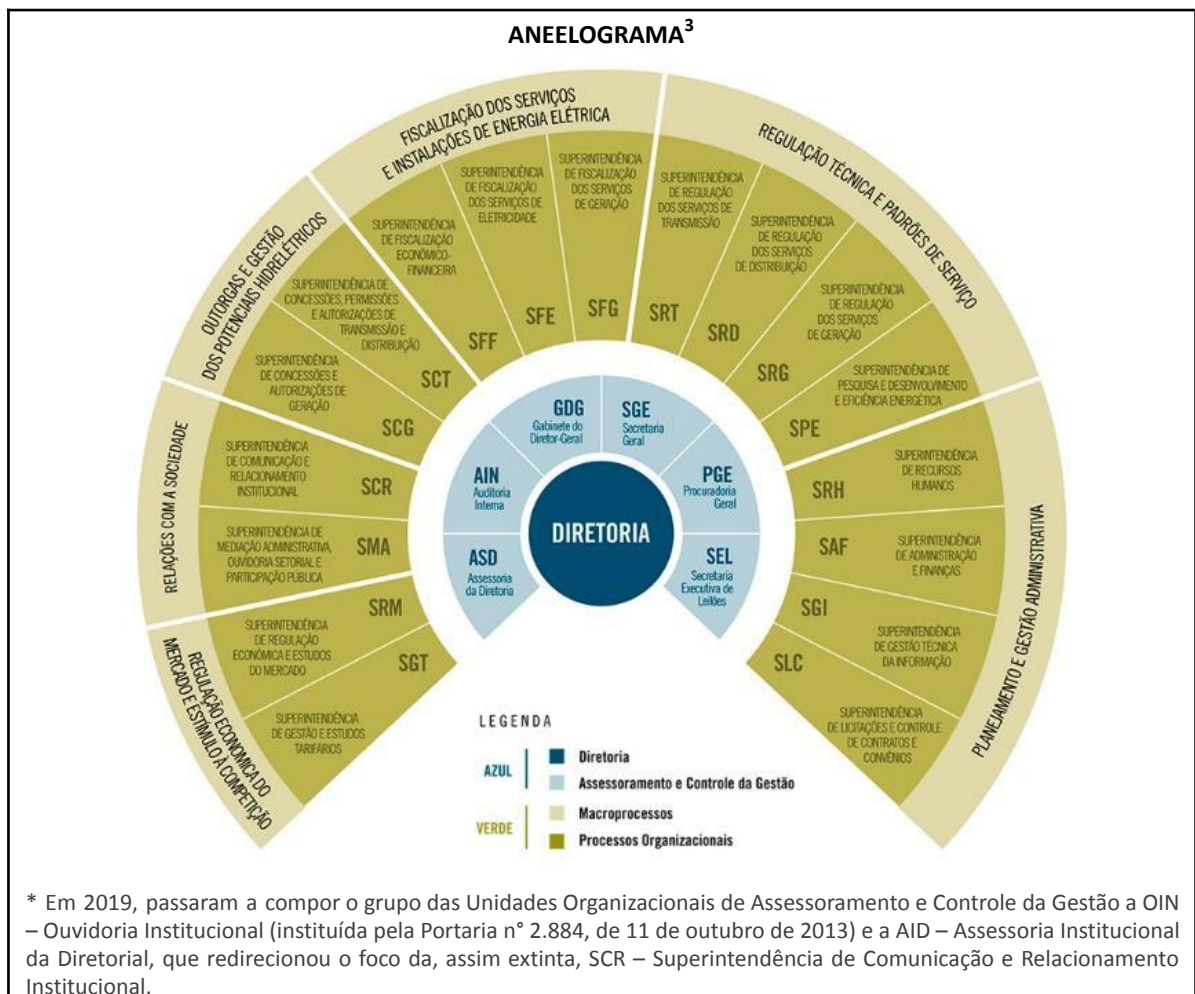 ANEELOGRAMA³
REGULAÇÃO ECONÔMICA DO
MERCADO E ESTÍMULO À COMPETIÇÃO
RELAÇÕES COM A SOCIEDADE
OUTORGAS E GESTÃO
DOS POTENCIAIS HIDRELÉTRICOS
FISCALIZAÇÃO DOS SERVIÇOS
E INSTALAÇÕES DE ENERGIA ELÉTRICA
REGULAÇÃO TÉCNICA E PADRÕES DE SERVIÇO
PLANEJAMENTO E GESTÃO ADMINISTRATIVA
SUPERINTENDÊNCIA
DE GESTÃO E ESTUDOS
TARIFÁRIOS
SGT
SUPERINTENDÊNCIA
DE REGULAÇÃO
ECONÔMICA E ESTUDOS
DO MERCADO
SRM
SUPERINTENDÊNCIA DE
MEDIAÇÃO ADMINISTRATIVA,
OUVIDORIA SETORIAL E
PARTICIPAÇÃO PÚBLICA
SMA
SUPERINTENDÊNCIA
DE COMUNICAÇÃO E
RELACIONAMENTO
INSTITUCIONAL
SCR
SUPERINTENDÊNCIA
DE CONCESSÕES E
AUTORIZAÇÕES DE
GERAÇÃO
SCG
SUPERINTENDÊNCIA DE
CONCESSÕES, PERMISSÕES
E AUTORIZAÇÕES DE
TRANSMISSÃO E
DISTRIBUIÇÃO
SCT
SUPERINTENDÊNCIA
DE FISCALIZAÇÃO
ECONÔMICO-
FINANCEIRA
SFF
SUPERINTENDÊNCIA
DE FISCALIZAÇÃO
DOS SERVIÇOS DE
ELETRICIDADE
SFE
SUPERINTENDÊNCIA
DE FISCALIZAÇÃO
DOS SERVIÇOS
DE GERAÇÃO
SFG
SUPERINTENDÊNCIA
DE REGULAÇÃO
DOS SERVIÇOS DE
TRANSMISSÃO
SRT
SUPERINTENDÊNCIA
DE REGULAÇÃO
DOS SERVIÇOS
DE DISTRIBUIÇÃO
SRD
SUPERINTENDÊNCIA
DE REGULAÇÃO
DOS SERVIÇOS
DE GERAÇÃO
SRG
SUPERINTENDÊNCIA DE
PESQUISA E DESENVOLVIMENTO
E EFICIÊNCIA ENERGÉTICA
SPE
SUPERINTENDÊNCIA
DE RECURSOS
HUMANOS
SRH
SUPERINTENDÊNCIA
DE ADMINISTRAÇÃO
E FINANÇAS
SAF
SUPERINTENDÊNCIA
DE GESTÃO TÉCNICA
DA INFORMAÇÃO
SGI
SUPERINTENDÊNCIA
DE LICITAÇÕES E CONTROLE
DE CONTRATOS E
CONVÊNIOS
SLC
ASD
Assessoria
da Diretoria
AIN
Auditoria
Interna
GDG
Gabinete do
Diretor-Geral
SGE
Secretaria
Geral
PGE
Procuradoria
Geral
SEL
Secretaria
Executiva de
Leilões
DIRETORIA
LEGENDA
AZUL
Diretoria
Assessoramento e Controle da Gestão
VERDE
Macroprocessos
Processos Organizacionais
* Em 2019, passaram a compor o grupo das Unidades Organizacionais de Assessoramento e Controle da Gestão a OIN
– Ouvidoria Institucional (instituída pela Portaria n° 2.884, de 11 de outubro de 2013) e a AID – Assessoria Institucional
da Diretorial, que redirecionou o foco da, assim extinta, SCR – Superintendência de Comunicação e Relacionamento
Institucional.